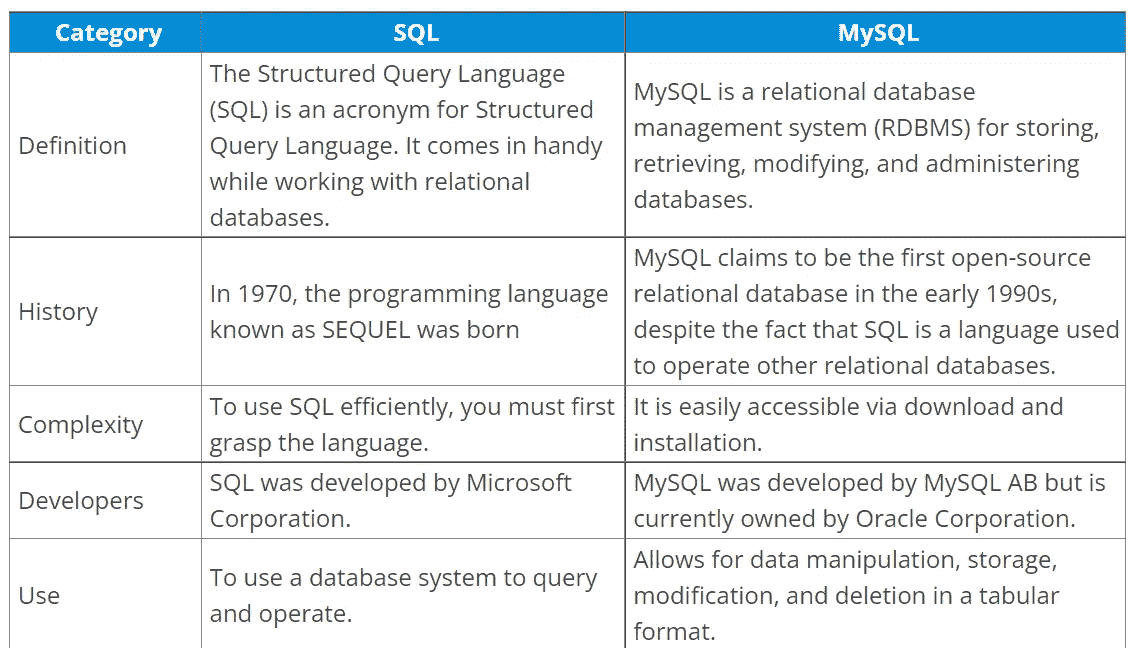 Category SQL MySQL
Definition
The Structured Query Language
(SQL) is an acronym for Structured
Query Language. It comes in handy
while working with relational
databases.
MySQL is a relational database
management system (RDBMS) for storing,
retrieving, modifying, and administering
databases.
History
In 1970, the programming language
known as SEQUEL was born
MySQL claims to be the first open-source
relational database in the early 1990s,
despite the fact that SQL is a language used
to operate other relational databases.
Complexity
To use SQL efficiently, you must first
grasp the language.
It is easily accessible via download and
installation.
Developers
SQL was developed by Microsoft
Corporation.
MySQL was developed by MySQL AB but is
currently owned by Oracle Corporation.
Use
To use a database system to query
and operate.
Allows for data manipulation, storage,
modification, and deletion in a tabular
format.